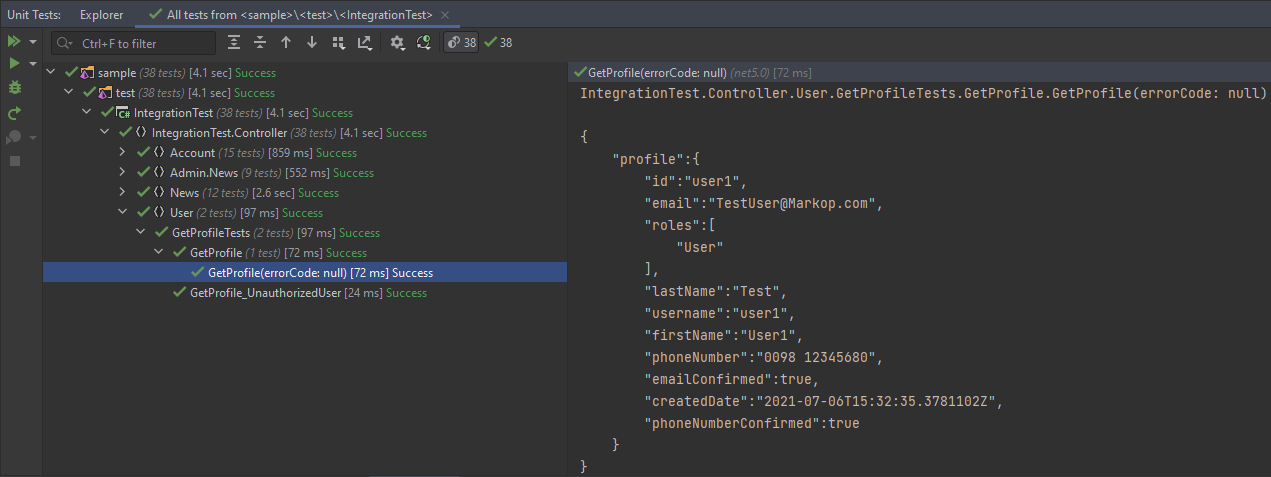 Unit Tests: Explorer All tests from <sample>\<test>\<IntegrationTest>
Ctrl+F to filter 38 38
sample (38 tests) [4.1 sec] Success
test (38 tests) [4.1 sec] Success
C# IntegrationTest (38 tests) [4.1 sec] Success
IntegrationTest.Controller (38 tests) [4.1 sec] Success
Account (15 tests) [859 ms] Success
Admin.News (9 tests) [552 ms] Success
News (12 tests) [2.6 sec] Success
User (2 tests) [97 ms] Success
GetProfileTests (2 tests) [97 ms] Success
GetProfile (1 test) [72 ms] Success
GetProfile(errorCode: null) [72 ms] Success
GetProfile_UnauthorizedUser [24 ms] Success
GetProfile(errorCode: null) (net5.0) [72 ms]
IntegrationTest.Controller.User.GetProfileTests.GetProfile.GetProfile(errorCode: null)
{
"profile":{
"id":"user1",
"email":"TestUser@Markop.com",
"roles":[
"User"
],
"lastName":"Test",
"username":"user1",
"firstName":"User1",
"phoneNumber":"0098 12345680",
"emailConfirmed":true,
"createdDate":"2021-07-06T15:32:35.3781102Z",
"phoneNumberConfirmed":true
}
}